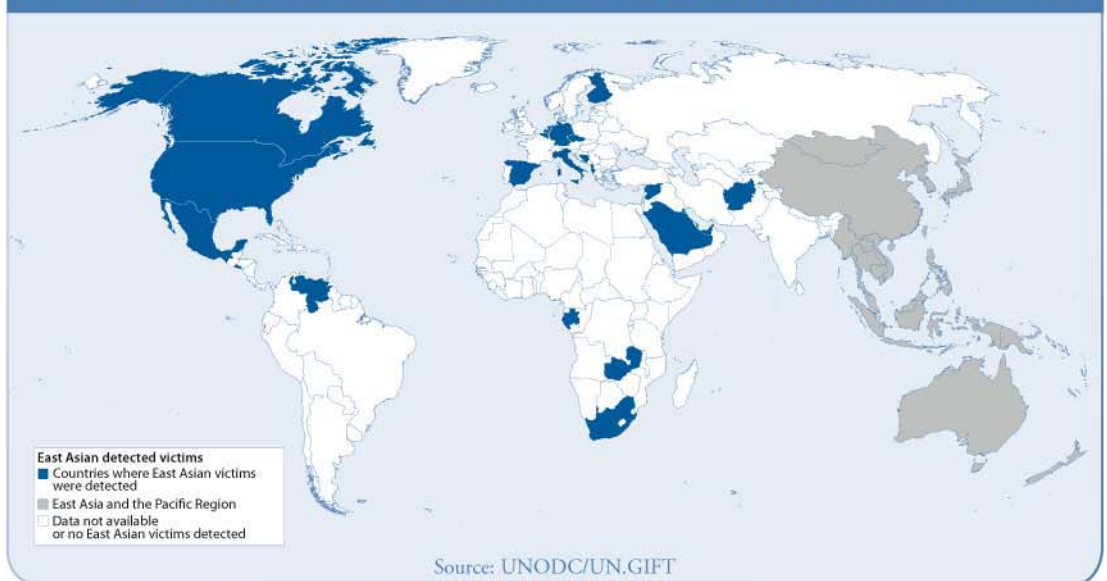 East Asian detected victims
Countries where East Asian victims
were detected
East Asia and the Pacific Region
Data not available
or no East Asian victims detected
Source: UNODC/UN.GIFT